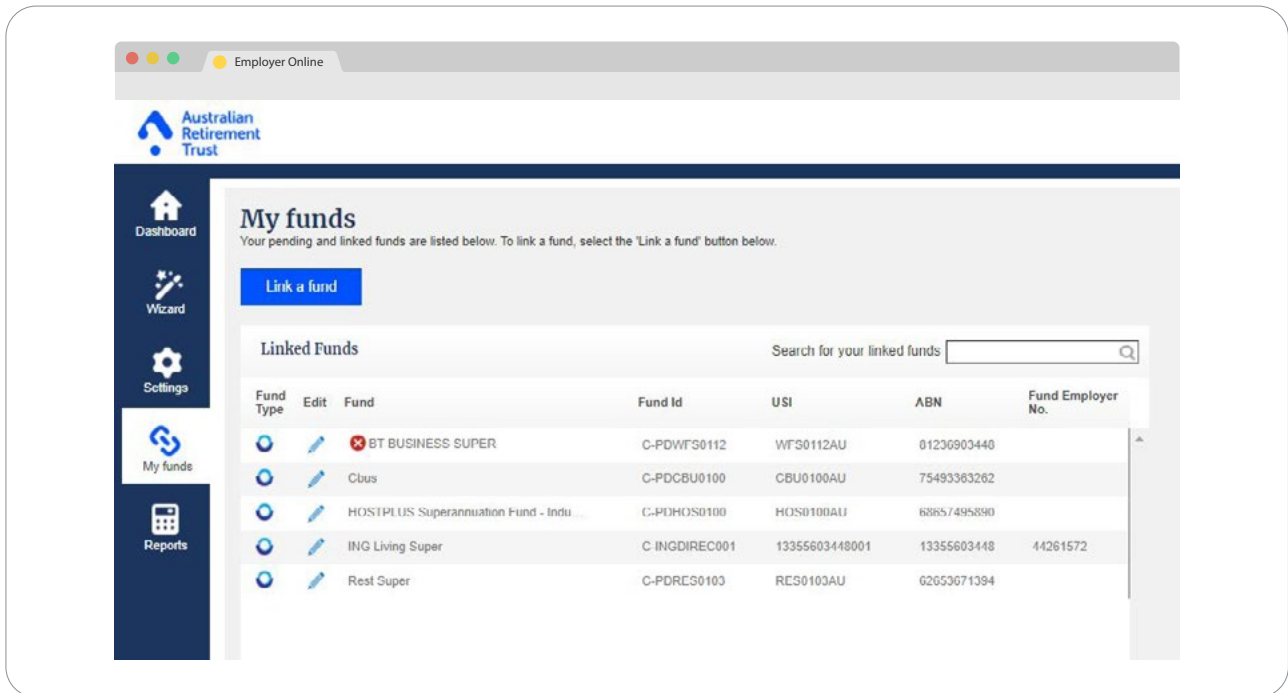 Employer Online
Australian
Retirement
Trust
Dashboard
Wizard
Settings
My funds
Reports
My funds
Your pending and linked funds are listed below. To link a fund, select the 'Link a fund' button below.
Link a fund
Linked Funds
Search for your linked funds
Fund Type Edit Fund Fund Id USI ABN Fund Employer No.
BT BUSINESS SUPER C-PDWFS0112 WFS0112AU 81236903448
Cbus C-PDCBU0100 CBU0100AU 75493363262
HOSTPLUS Superannuation Fund - Indu.... C-PDHOS0100 HOS0100AU 68657495890
ING Living Super C-INGDIREC001 13355603448001 13355603448 44261572
Rest Super C-PDRES0103 RES0103AU 62653671394